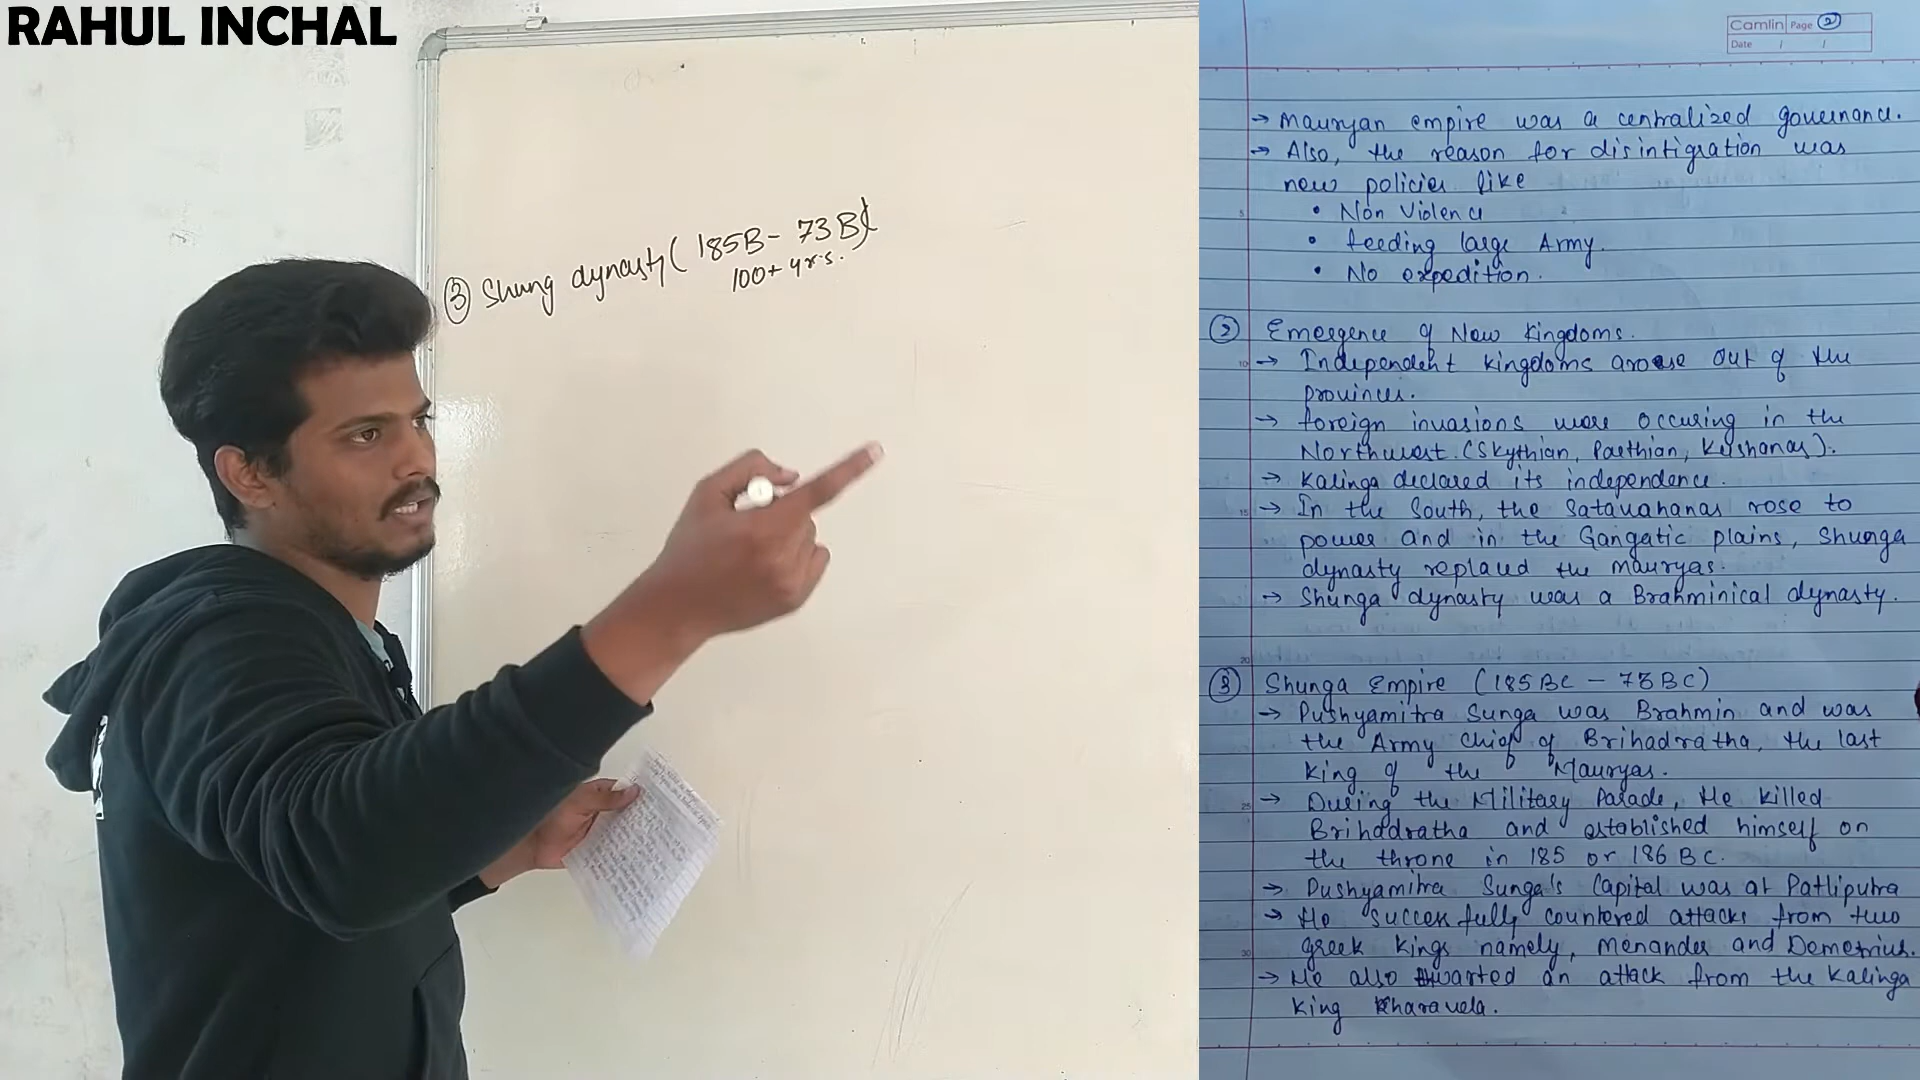 RAHUL INCHAL
③ Shung dynasty ( 185B - 73BC
100+ yrs.
Camlin Page ②
Date / /
→ Mauryan empire was a centralized governance.
→ Also, the reason for disintigration was
new policies like
• Non Violence
• feeding large Army.
• No expedition.
② Emergence of New Kingdoms.
→ Independent kingdoms arose out of the
provinces.
→ foreign invasions were occuring in the
Northwest. (Skythian, Parthian, Kushanas).
→ Kalinga declared its independence.
→ In the South, the Satavahanas rose to
power and in the Gangatic plains, Shunga
dynasty replaced the mauryas.
→ Shunga dynasty was a Brahminical dynasty.
③ Shunga Empire (185 BC - 73 BC)
→ Pushyamitra Sunga was Brahmin and was
the Army chief of Brihadratha, the last
king of the Mauryas.
→ During the Military Parade, He killed
Brihadratha and established himself on
the throne in 185 or 186 BC.
→ Pushyamitra Sunga's Capital was at Patliputra
→ He successfully countered attacks from two
greek kings namely, Menander and Demetrius.
→ He also thwarted an attack from the Kalinga
King Kharavela.